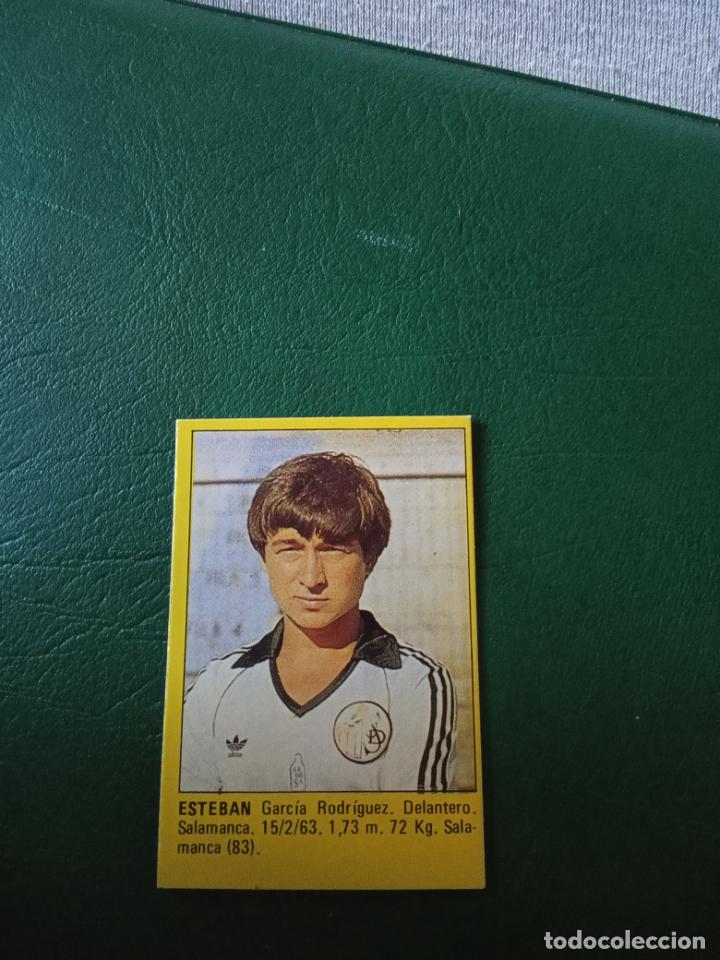 ESTEBAN García Rodríguez. Delantero.
Salamanca. 15/2/63. 1,73 m. 72 Kg. Sala-
manca (83).
todocoleccion